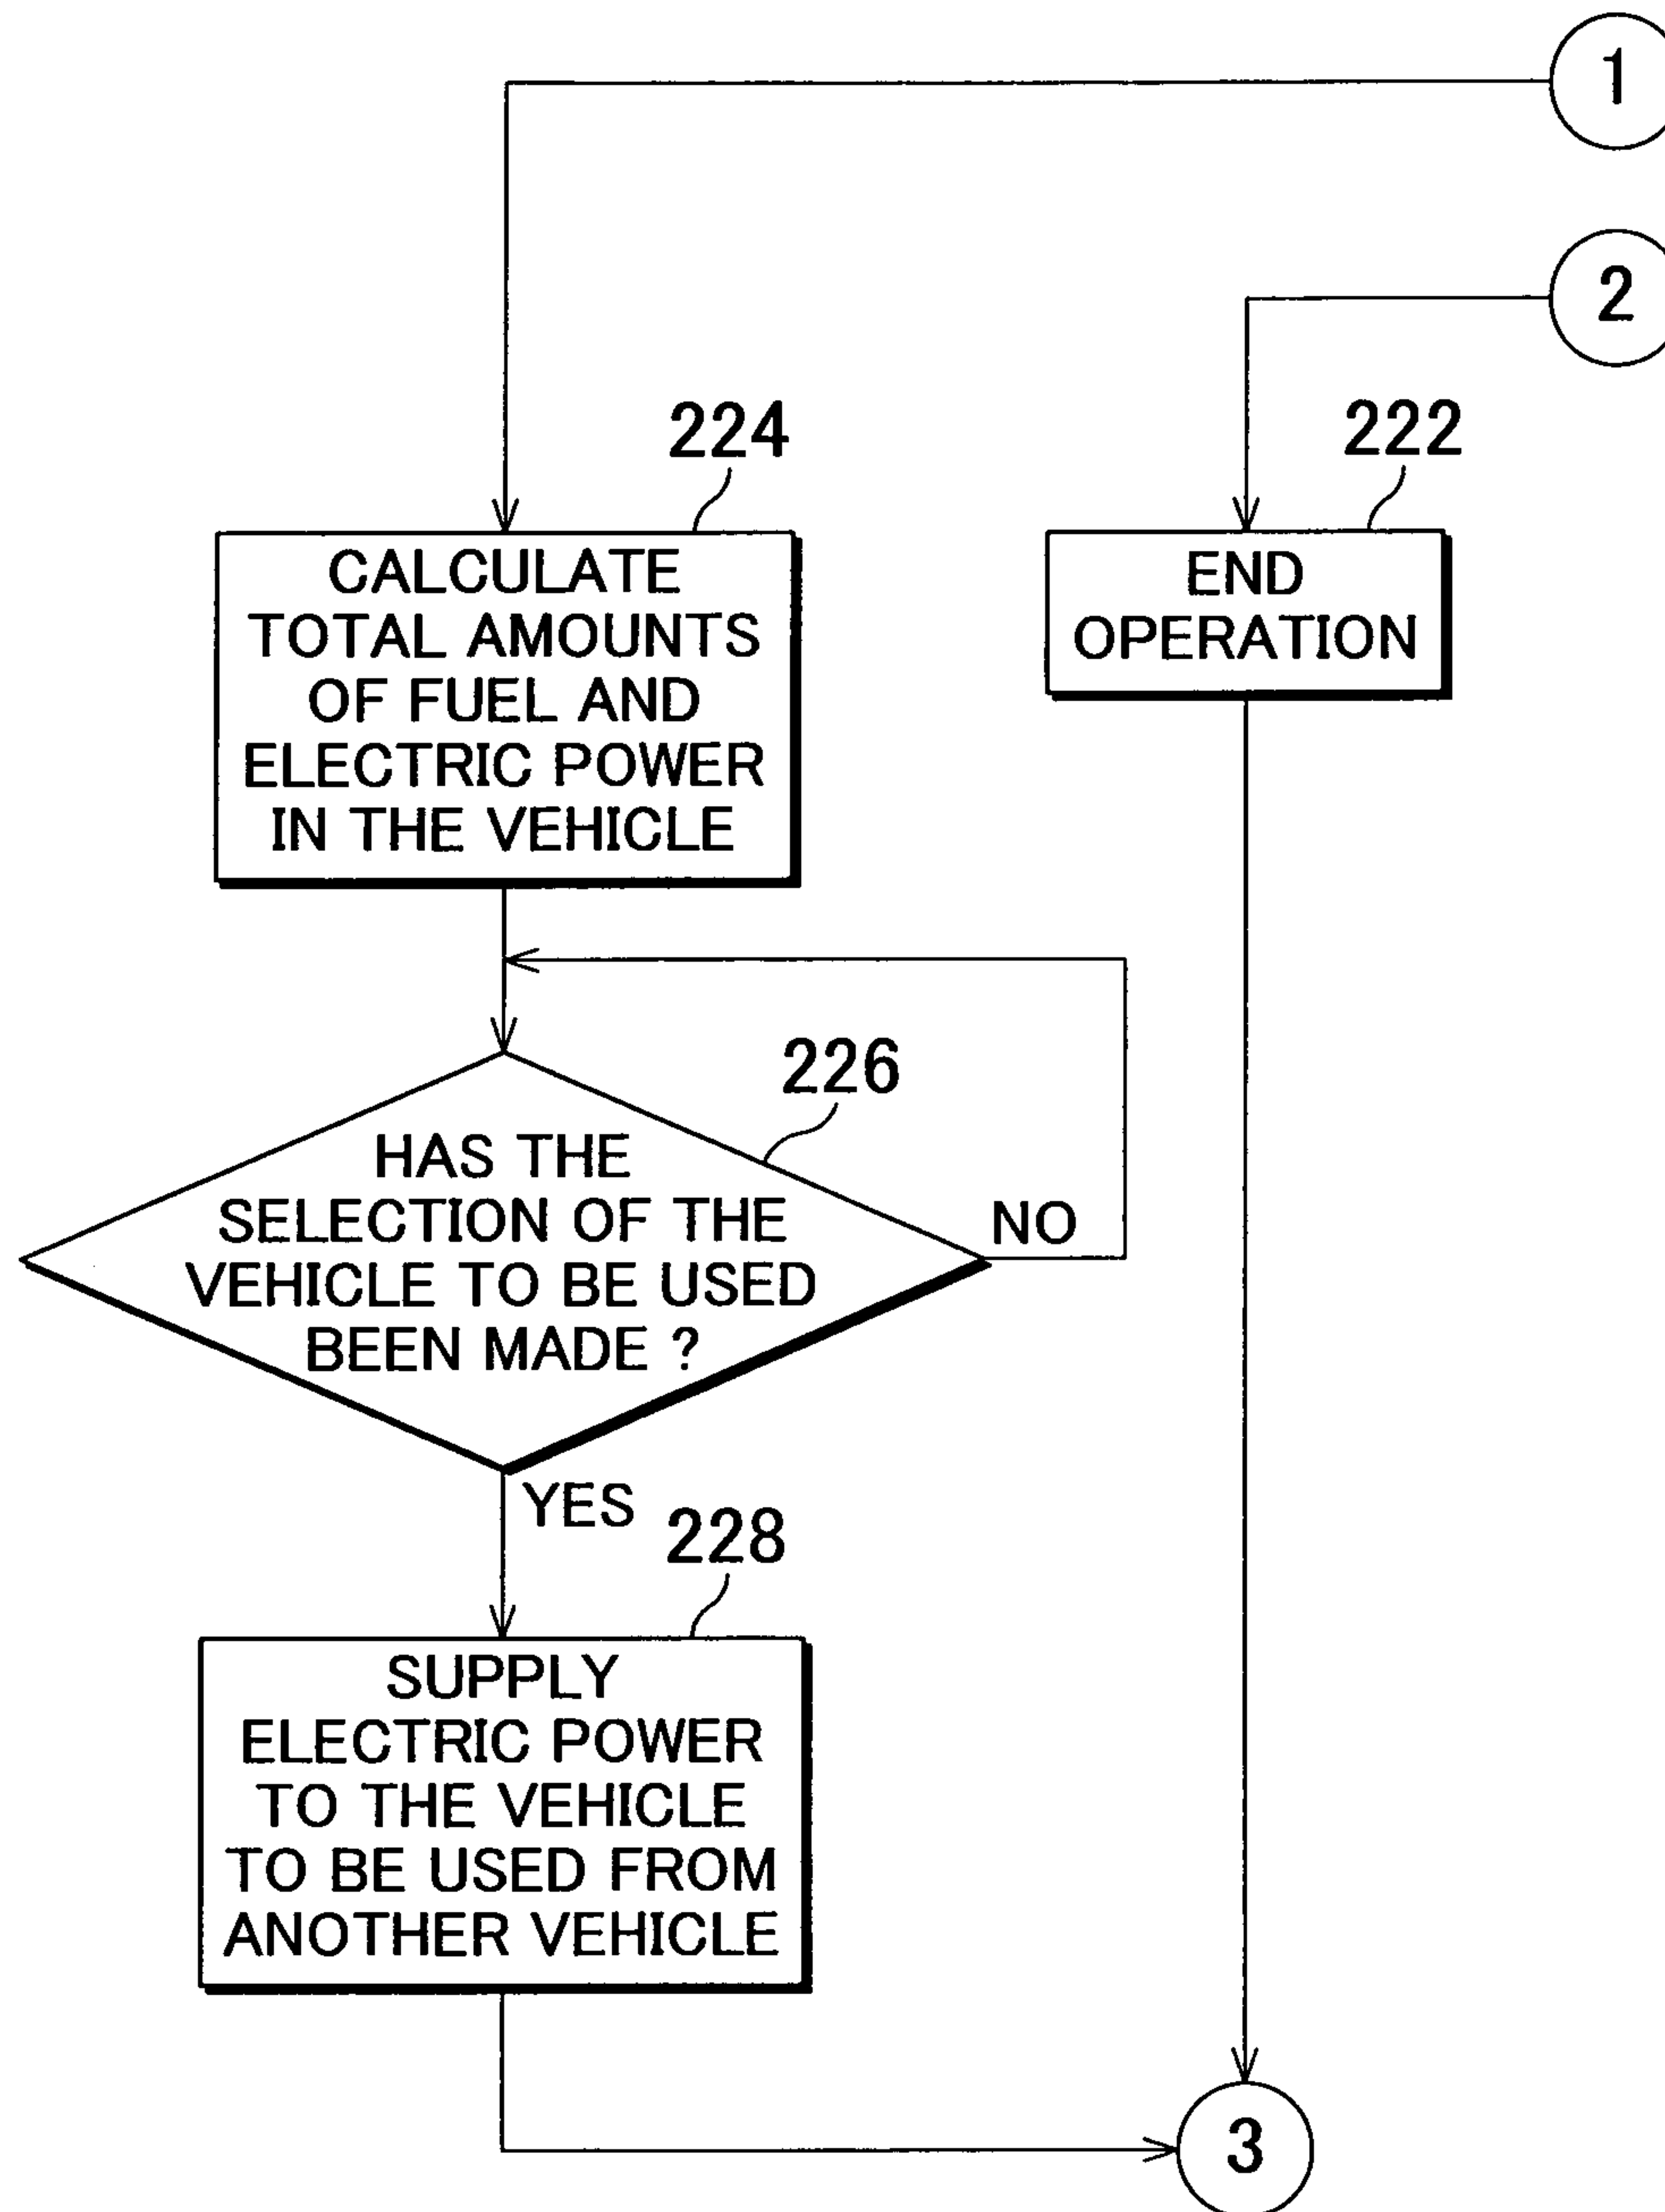 1
2
224
222
CALCULATE
TOTAL AMOUNTS
OF FUEL AND
ELECTRIC POWER
IN THE VEHICLE
END
OPERATION
226
HAS THE
SELECTION OF THE
VEHICLE TO BE USED
BEEN MADE ?
NO
YES
228
SUPPLY
ELECTRIC POWER
TO THE VEHICLE
TO BE USED FROM
ANOTHER VEHICLE
3